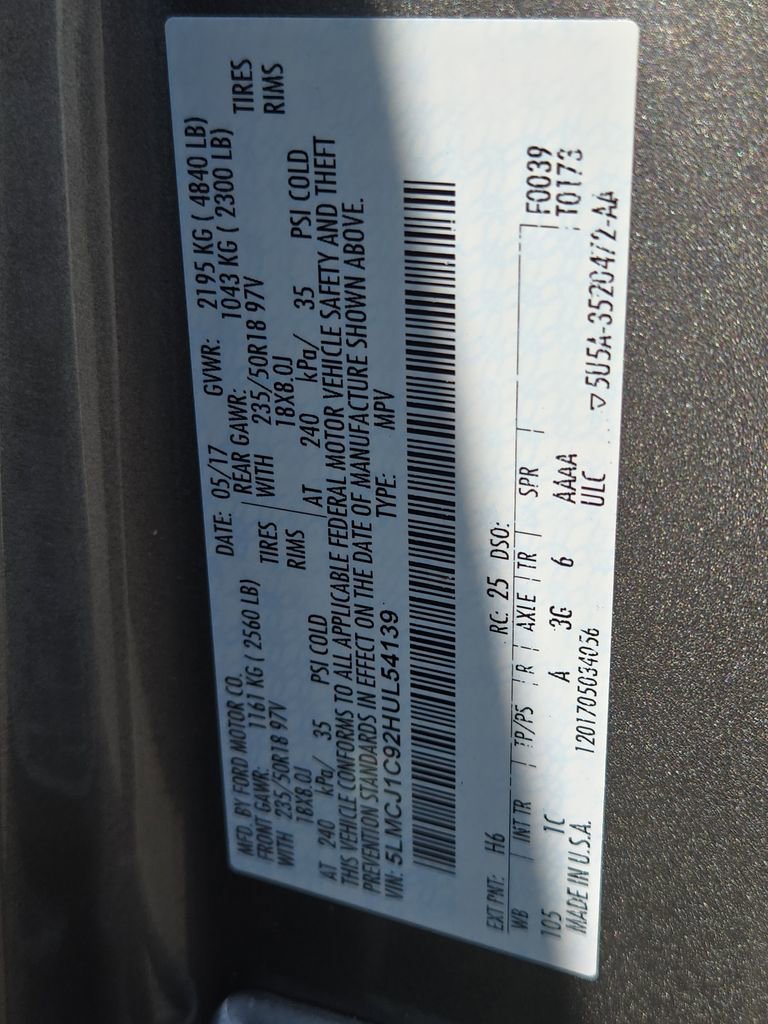 MFD. BY FORD MOTOR CO. DATE: 05/17 GVWR: 2195 KG ( 4840 LB)
FRONT GAWR: 1161 KG ( 2560 LB) REAR GAWR: 1043 KG ( 2300 LB)
WITH 235/50R18 97V TIRES WITH 235/50R18 97V TIRES
18X8.0J RIMS 18X8.0J RIMS
AT 240 kPa/ 35 PSI COLD AT 240 kPa/ 35 PSI COLD
THIS VEHICLE CONFORMS TO ALL APPLICABLE FEDERAL MOTOR VEHICLE SAFETY AND THEFT
PREVENTION STANDARDS IN EFFECT ON THE DATE OF MANUFACTURE SHOWN ABOVE.
VIN: 5LMCJ1C92HUL54139 TYPE: MPV
EXT PNT: H6 RC: 25 DSO:
WB INT TR TP/PS R AXLE TR SPR F0039
105 1C A 3G 6 AAAA T0173
MADE IN U.S.A. 1201705034056 ULC
5U5A-3520472-AA